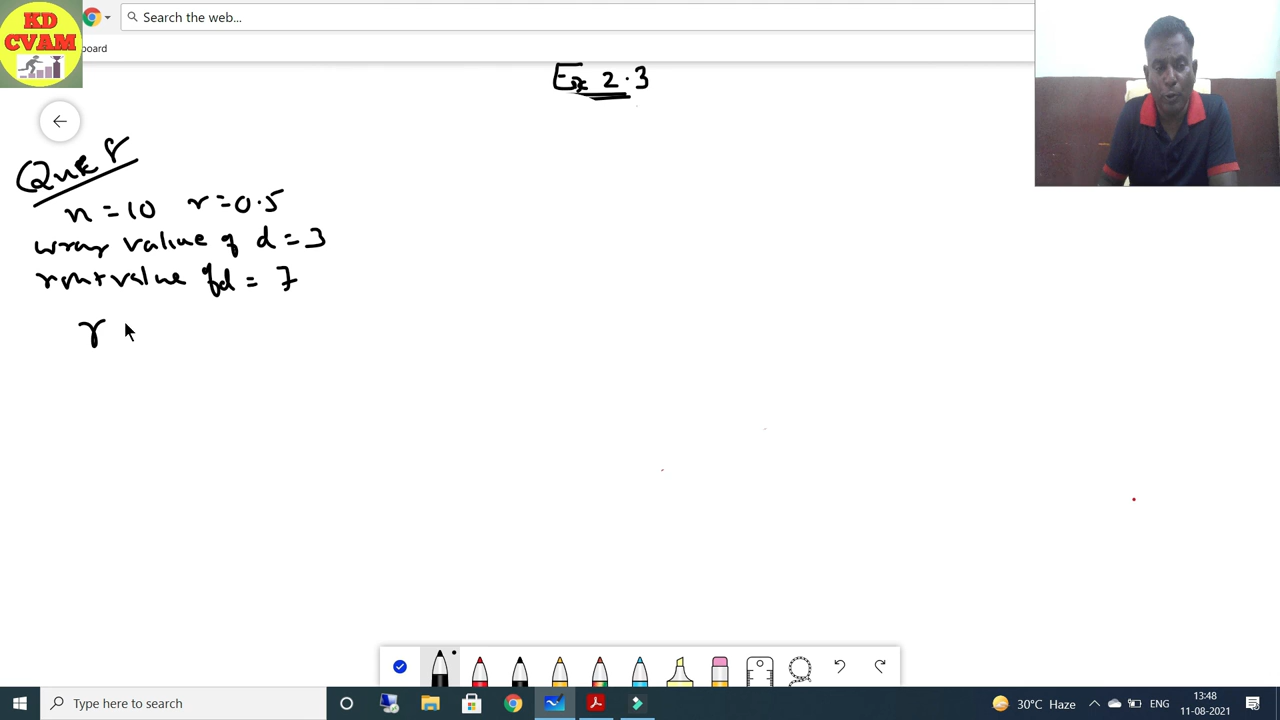 KD
CVAM
Search the web...
board
Ex 2.3
Que 8
n = 10 r = 0.5
wrong value of d = 3
right value of d = 7
r
Type here to search
30°C Haze
ENG
13:48
11-08-2021